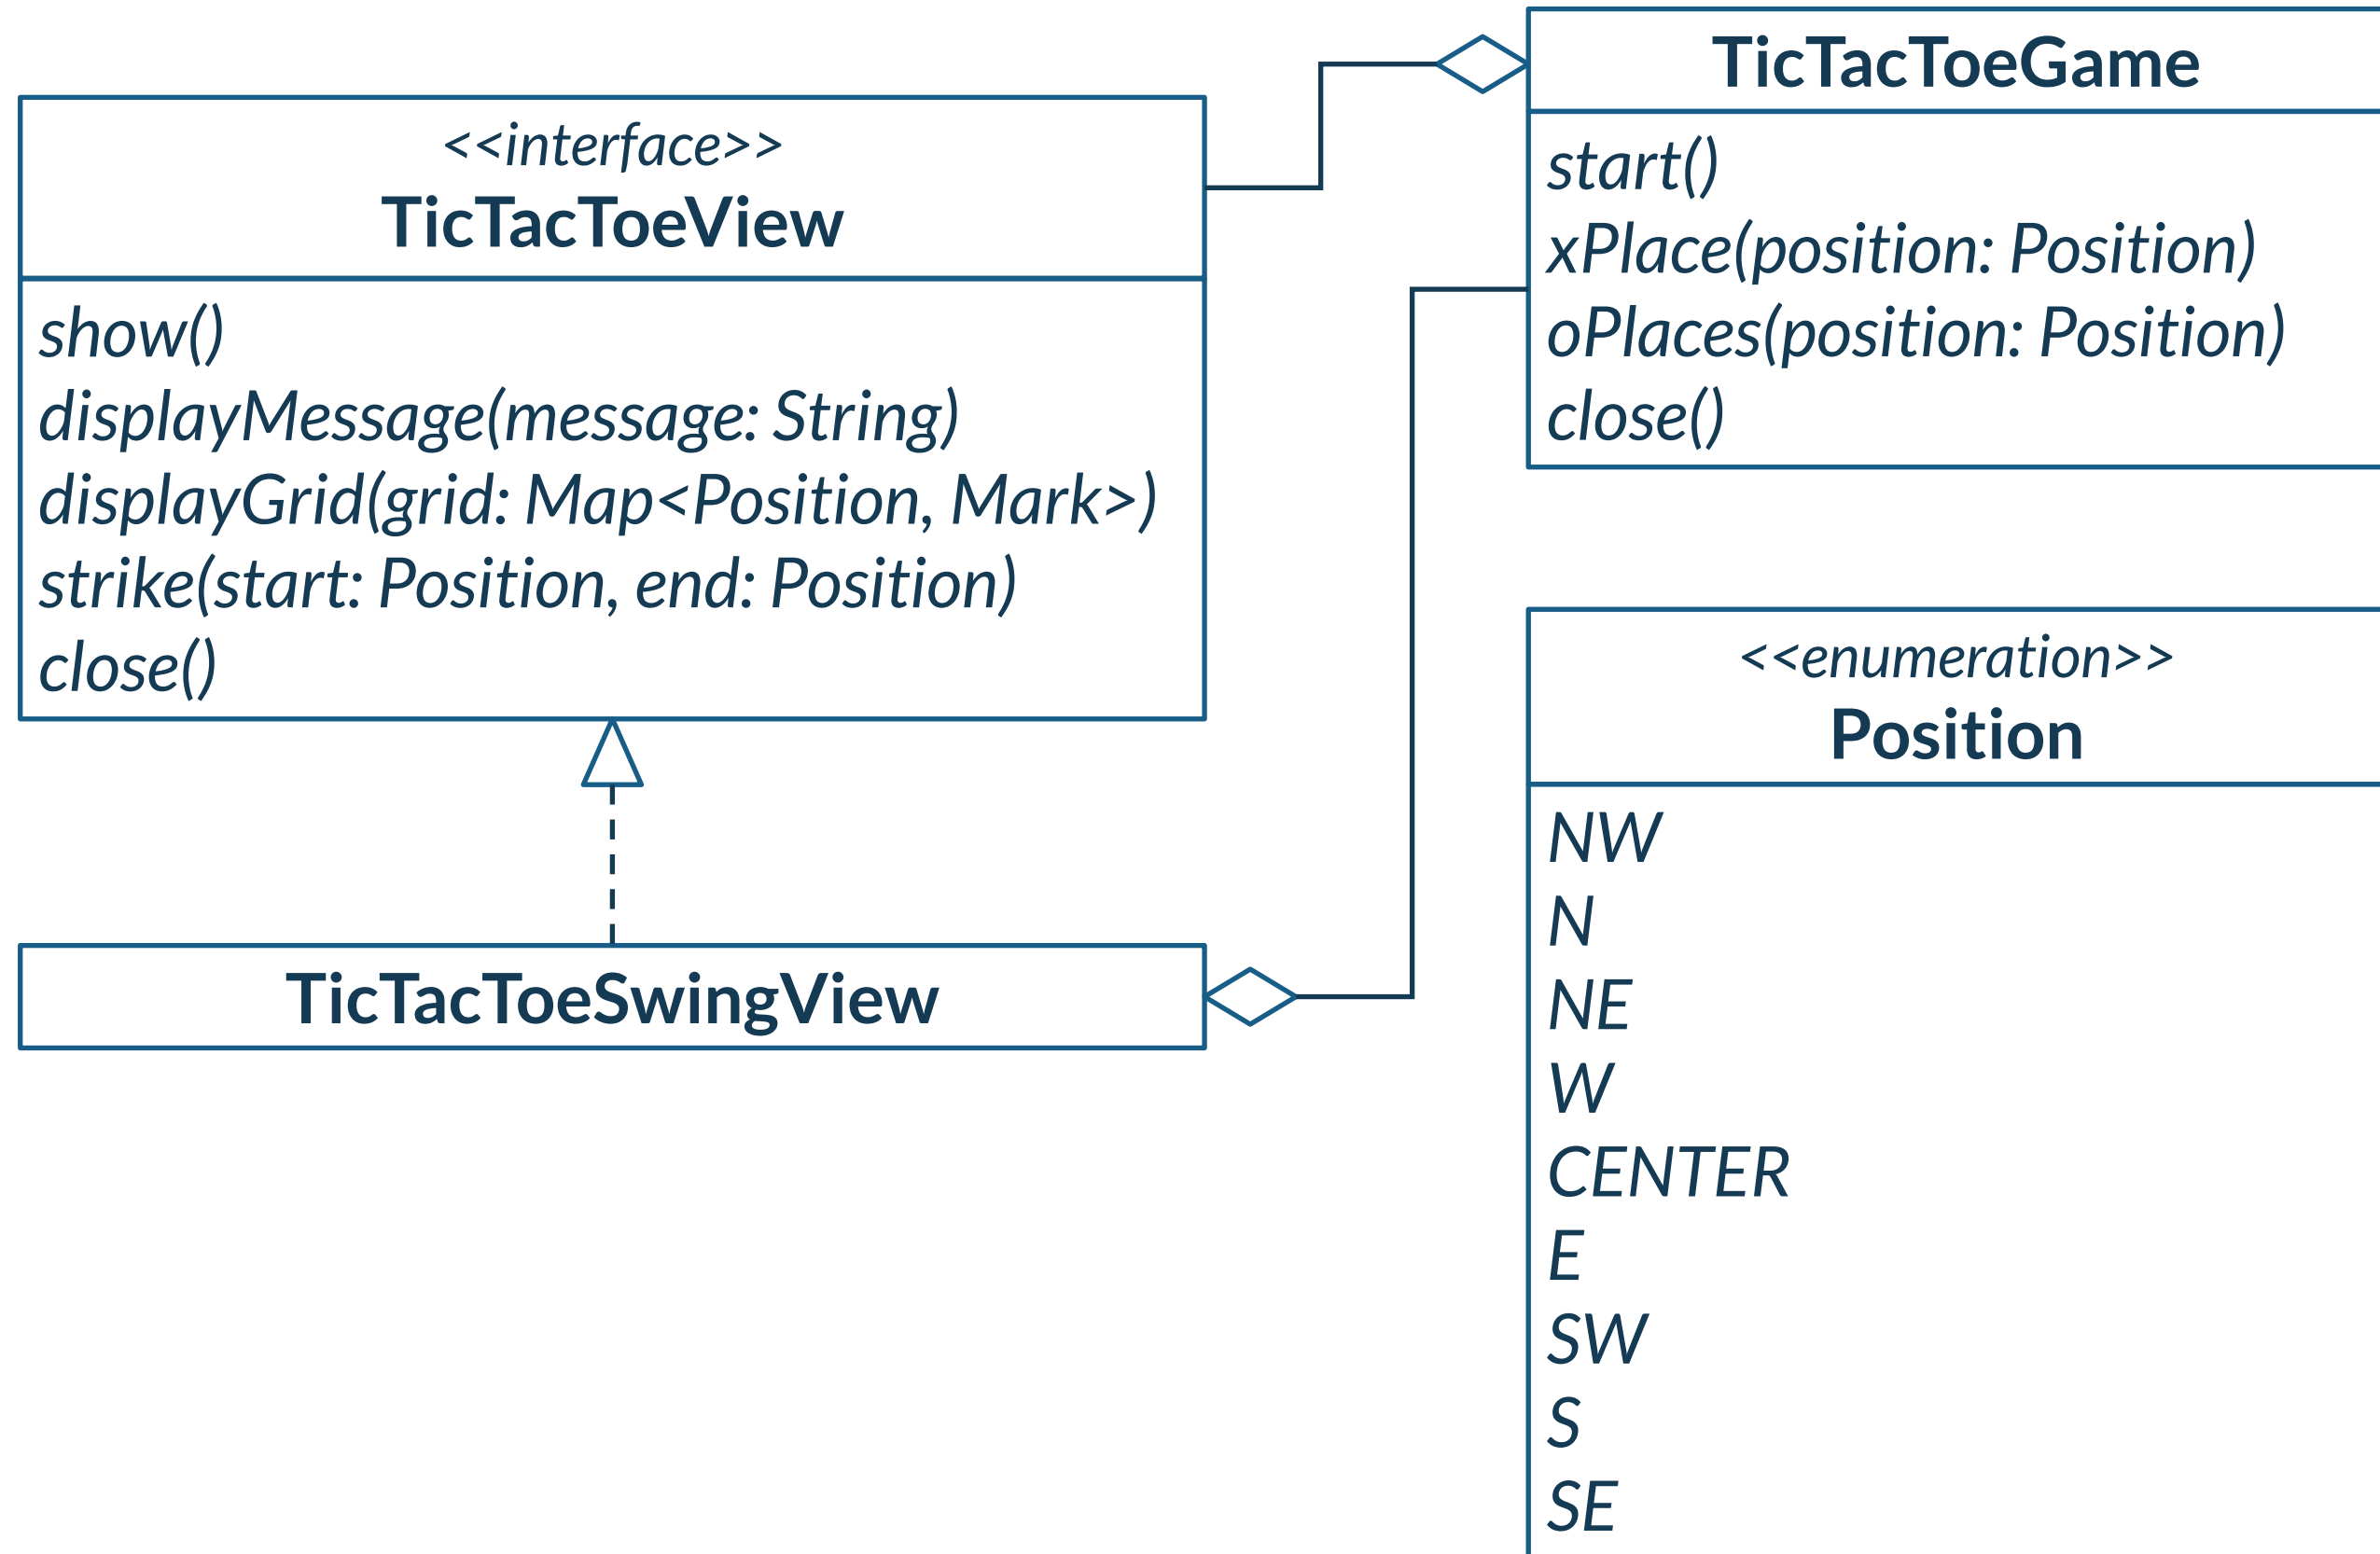 <<interface>>
TicTacToView
show()
displayMessage(message: String)
displayGrid(grid: Map<Position, Mark>)
strike(start: Position, end: Position)
close()
TicTacToeSwingView
TicTacToeGame
start()
xPlace(position: Position)
oPlaces(position: Position)
close()
<<enumeration>>
Position
NW
N
NE
W
CENTER
E
SW
S
SE